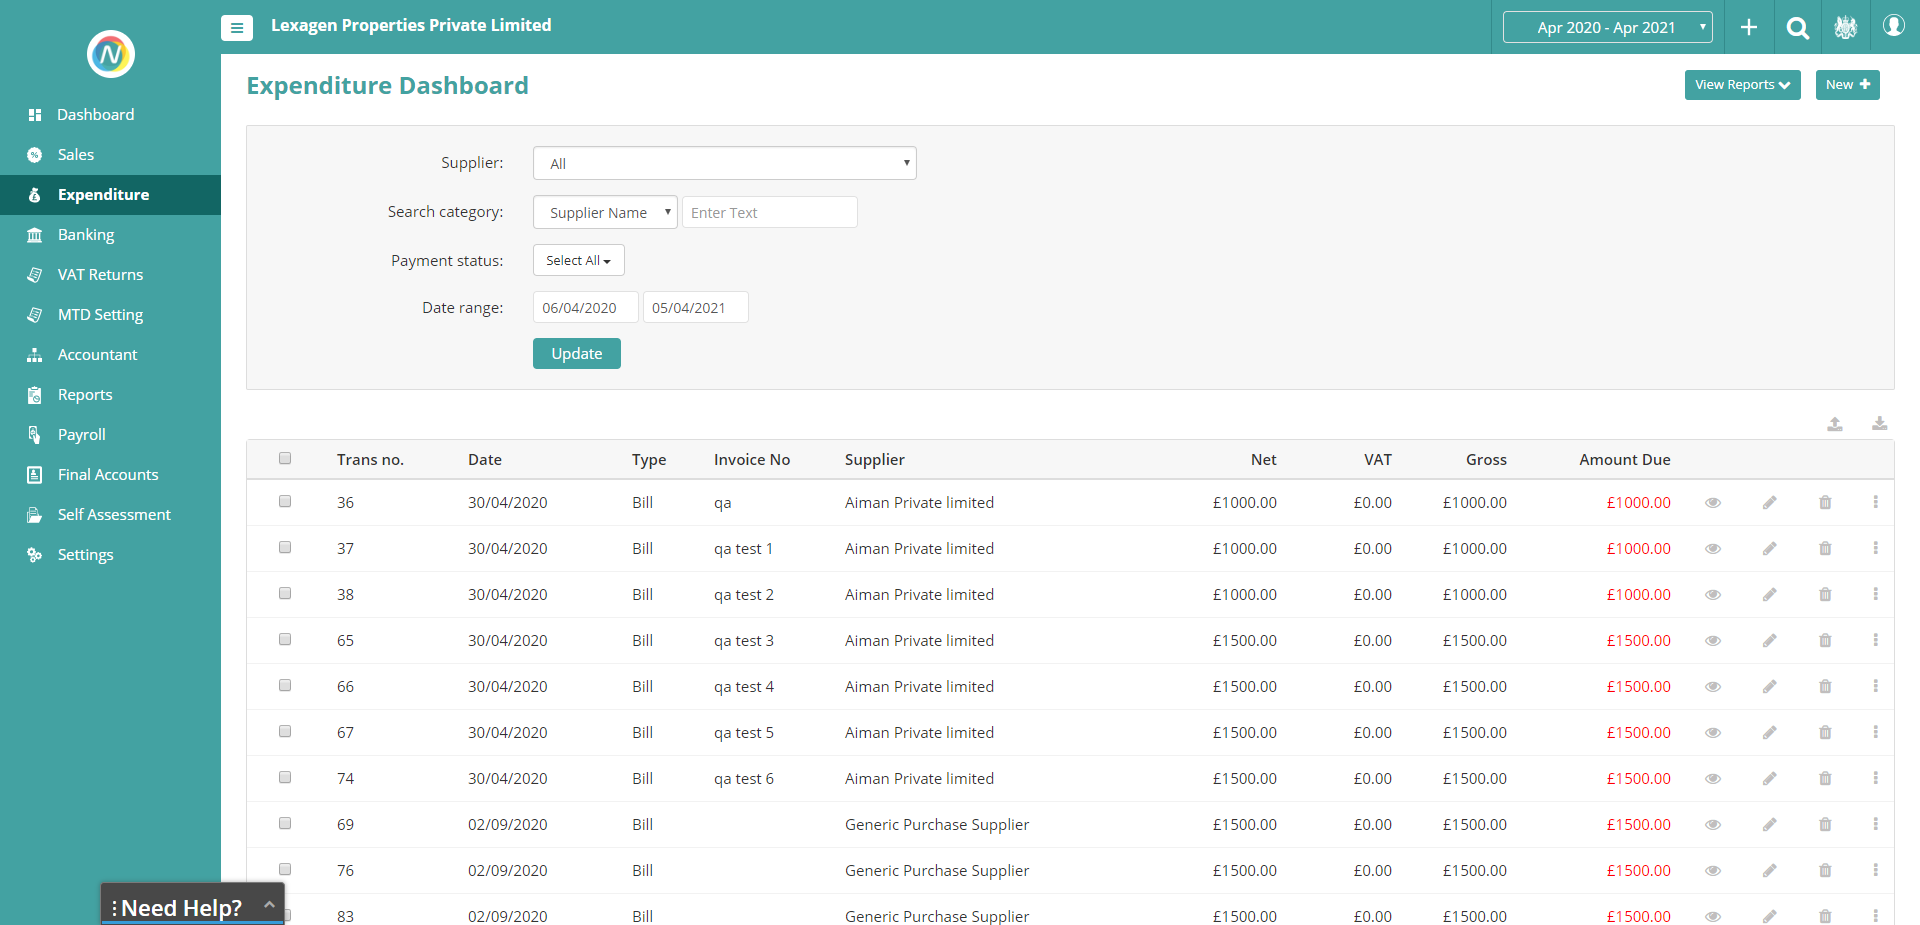 Lexagen Properties Private Limited
Apr 2020 - Apr 2021
N
Dashboard
Sales
Expenditure
Banking
VAT Returns
MTD Setting
Accountant
Reports
Payroll
Final Accounts
Self Assessment
Settings
Expenditure Dashboard
View Reports
New
Supplier: All
Search category: Supplier Name Enter Text
Payment status: Select All
Date range: 06/04/2020 05/04/2021
Update
Trans no. Date Type Invoice No Supplier Net VAT Gross Amount Due
36 30/04/2020 Bill qa Aiman Private limited £1000.00 £0.00 £1000.00 £1000.00
37 30/04/2020 Bill qa test 1 Aiman Private limited £1000.00 £0.00 £1000.00 £1000.00
38 30/04/2020 Bill qa test 2 Aiman Private limited £1000.00 £0.00 £1000.00 £1000.00
65 30/04/2020 Bill qa test 3 Aiman Private limited £1500.00 £0.00 £1500.00 £1500.00
66 30/04/2020 Bill qa test 4 Aiman Private limited £1500.00 £0.00 £1500.00 £1500.00
67 30/04/2020 Bill qa test 5 Aiman Private limited £1500.00 £0.00 £1500.00 £1500.00
74 30/04/2020 Bill qa test 6 Aiman Private limited £1500.00 £0.00 £1500.00 £1500.00
69 02/09/2020 Bill Generic Purchase Supplier £1500.00 £0.00 £1500.00 £1500.00
76 02/09/2020 Bill Generic Purchase Supplier £1500.00 £0.00 £1500.00 £1500.00
83 02/09/2020 Bill Generic Purchase Supplier £1500.00 £0.00 £1500.00 £1500.00
Need Help?